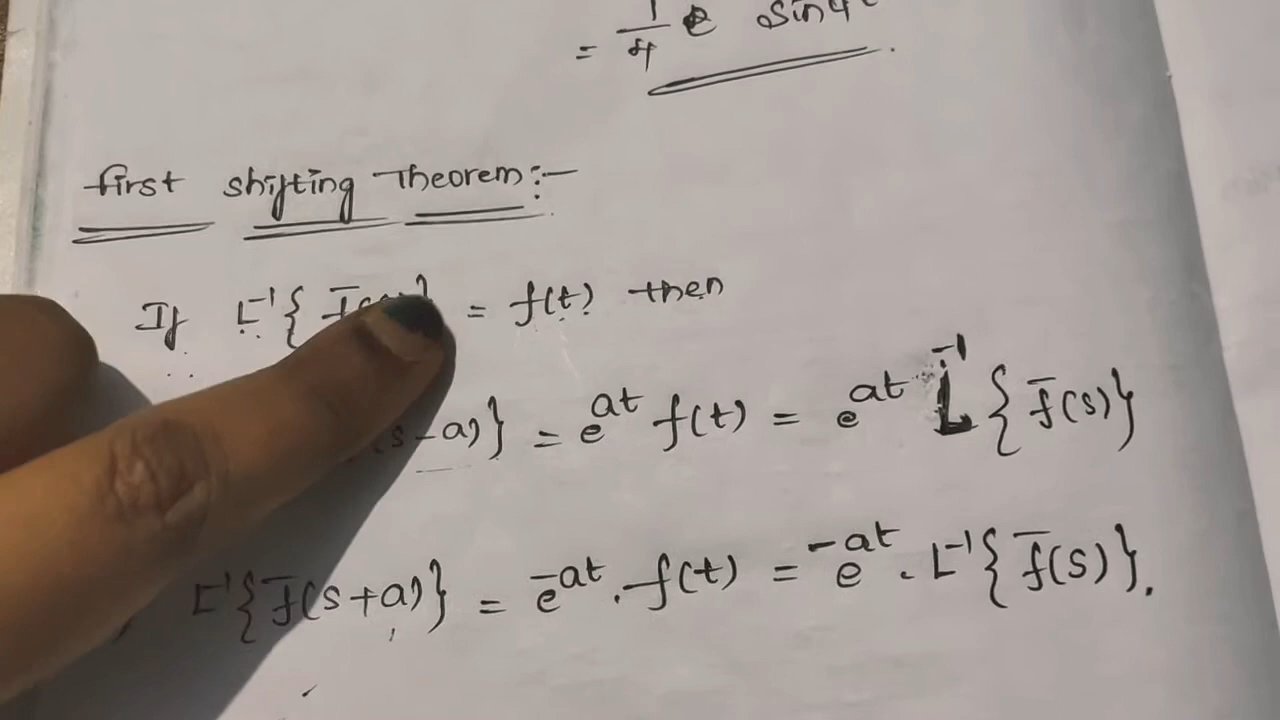 = 1/4 e sin4t
First shifting Theorem:-
If L⁻¹{ f̄(s)} = f(t) then
(s-a)} = e^{at} f(t) = e^{at} L⁻¹{ f̄(s)}
L⁻¹{ f̄(s+a)} = e^{-at} . f(t) = e^{-at} . L⁻¹{ f̄(s)}.